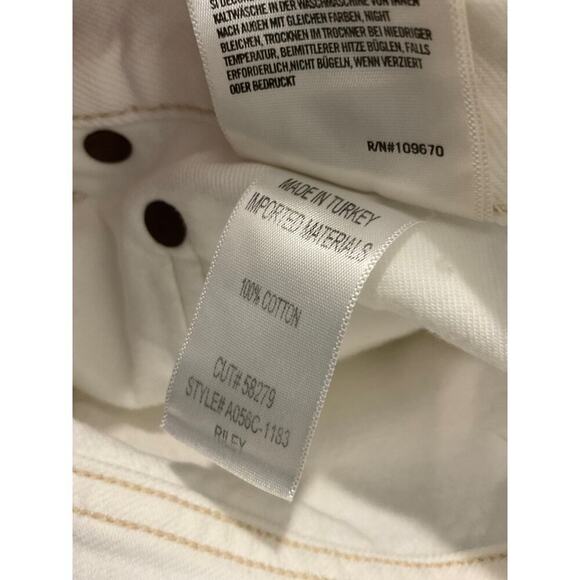 KALTWÄSCHE IN DER WASCHMASCHINE VON INNEN
NACH AUßEN MIT GLEICHEN FARBEN, NIGHT
BLEICHEN, TROCKNEN IM TROCKNER BEI NIEDRIGER
TEMPERATUR, BEIMITTLERER HITZE BÜGLEN, FALLS
ERFORDERLICH,NICHT BÜGELN, WENN VERZIERT
ODER BEDRUCKT
R/N#109670
MADE IN TURKEY
IMPORTED MATERIALS
100% COTTON
CUT# 58279
STYLE# A056C-1183
RILEY